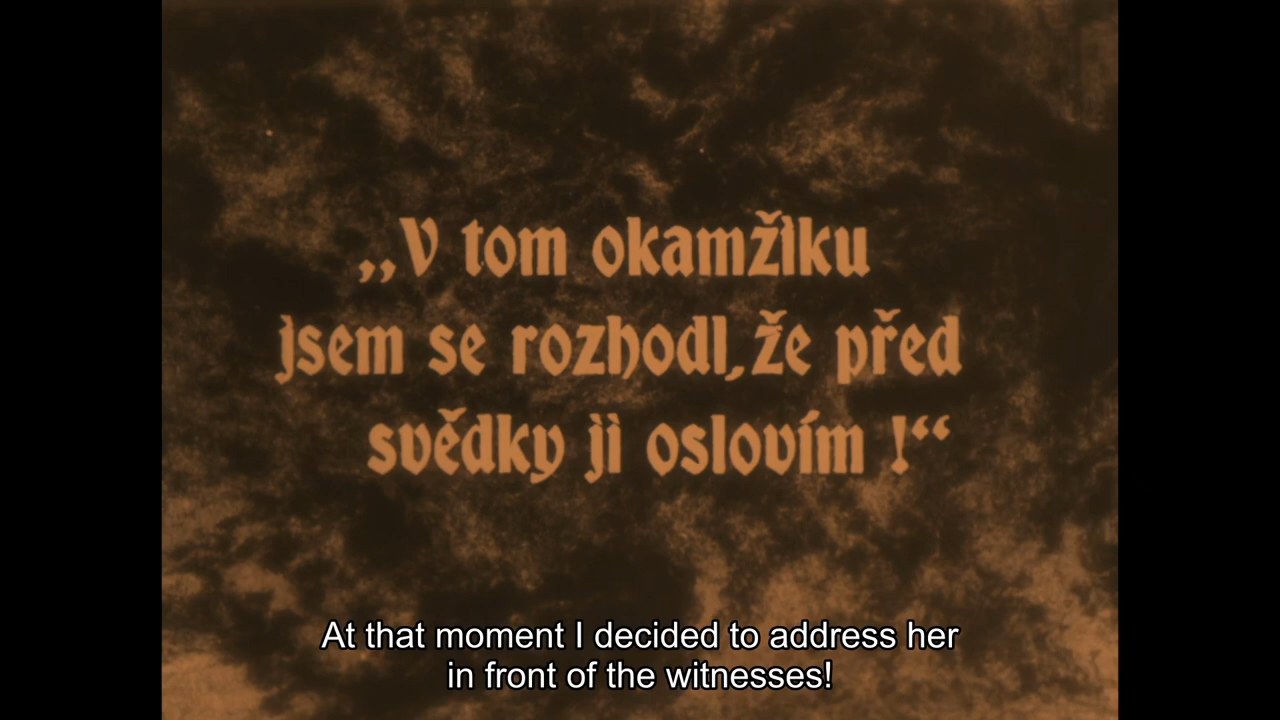 „V tom okamžiku
jsem se rozhodl, že před
svědky ji oslovím !“
At that moment I decided to address her
in front of the witnesses!